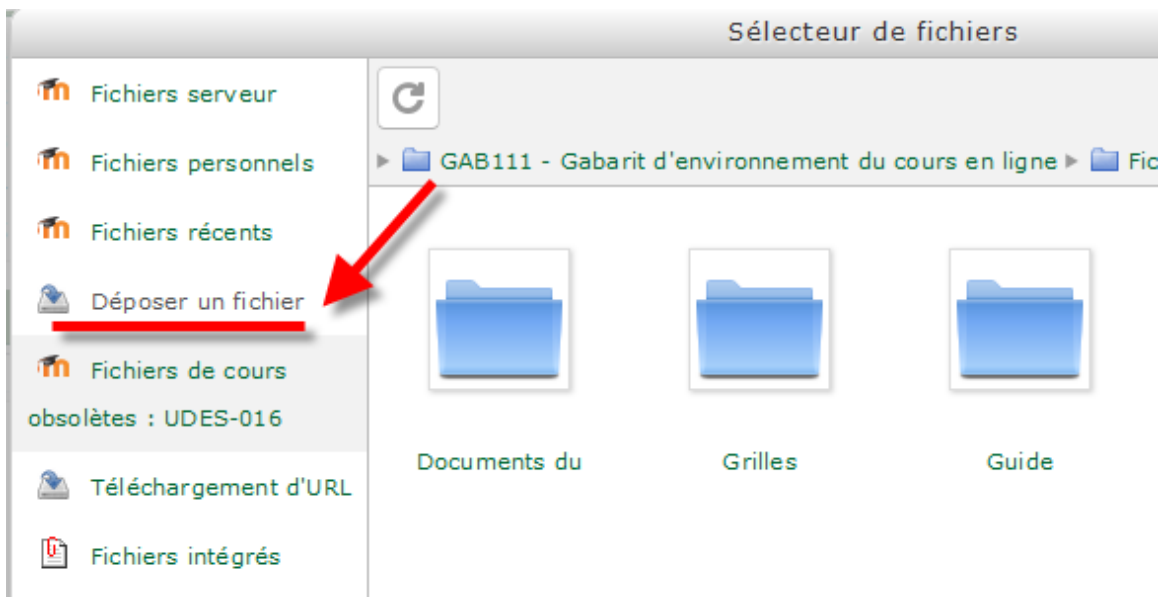 Sélecteur de fichiers
Fichiers serveur
Fichiers personnels
Fichiers récents
Déposer un fichier
Fichiers de cours
obsolètes : UDES-016
Téléchargement d'URL
Fichiers intégrés
GAB111 - Gabarit d'environnement du cours en ligne
Fic
Documents du
Grilles
Guide